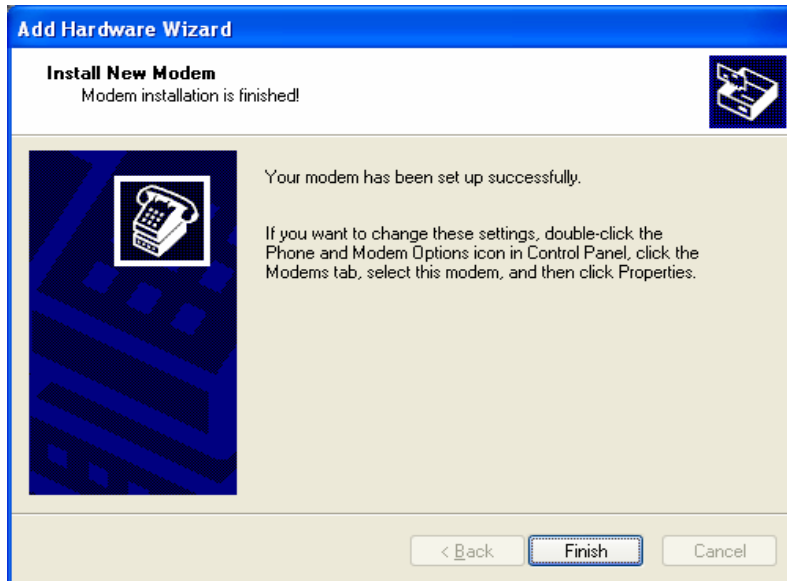 Add Hardware Wizard
Install New Modem
Modem installation is finished!
Your modem has been set up successfully.
If you want to change these settings, double-click the
Phone and Modem Options icon in Control Panel, click the
Modems tab, select this modem, and then click Properties.
< Back
Finish
Cancel